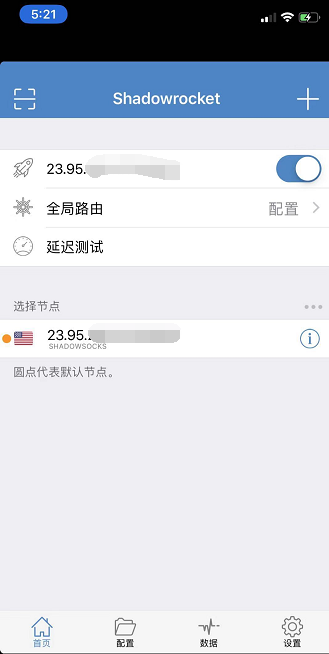 5:21
Shadowrocket
23.95.
全局路由 配置
延迟测试
选择节点
23.95.
SHADOWSOCKS
圆点代表默认节点。
首页 配置 数据 设置